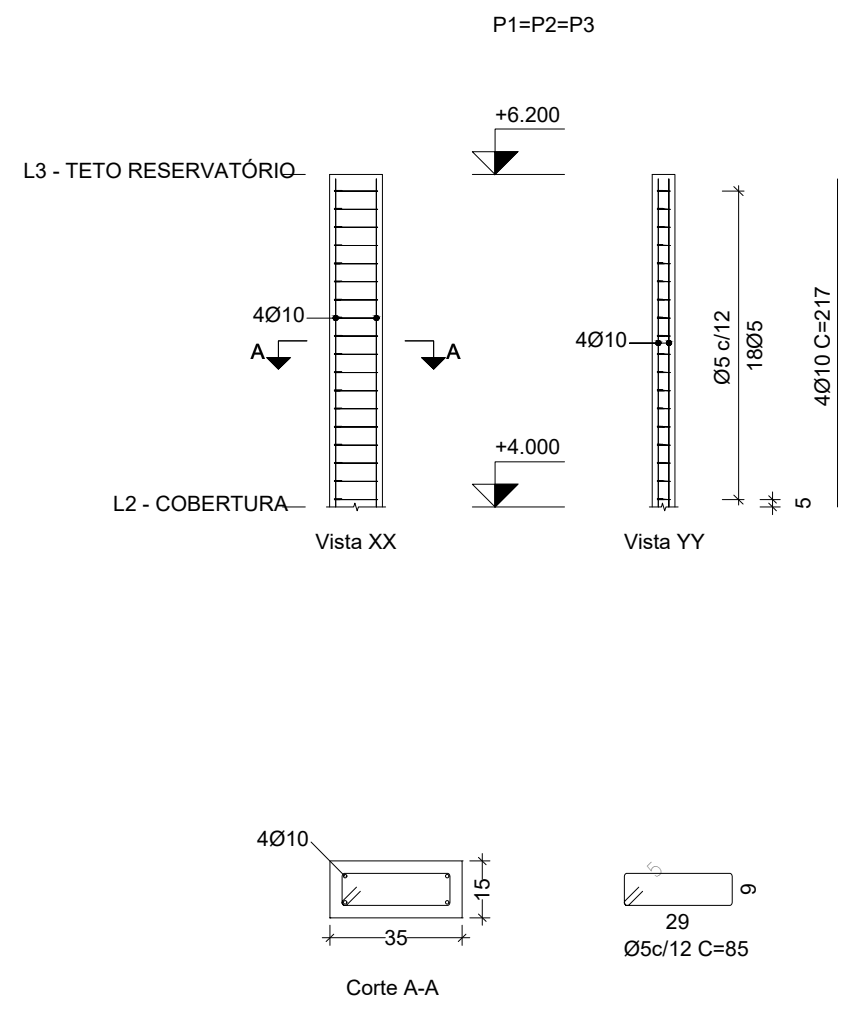 P1=P2=P3
+6.200
L3 - TETO RESERVATÓRIO
4Ø10
A
A
4Ø10
Ø5 c/12
18Ø5
4Ø10 C=217
+4.000
L2 - COBERTURA
5
Vista XX
Vista YY
4Ø10
15
35
Corte A-A
5
9
29
Ø5c/12 C=85